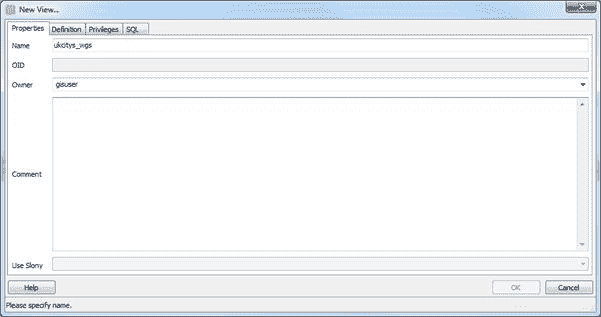 New View...
Properties Definition Privileges SQL
Name ukcitys_wgs
OID
Owner gisuser
Comment
Use Slony
Help OK Cancel
Please specify name.